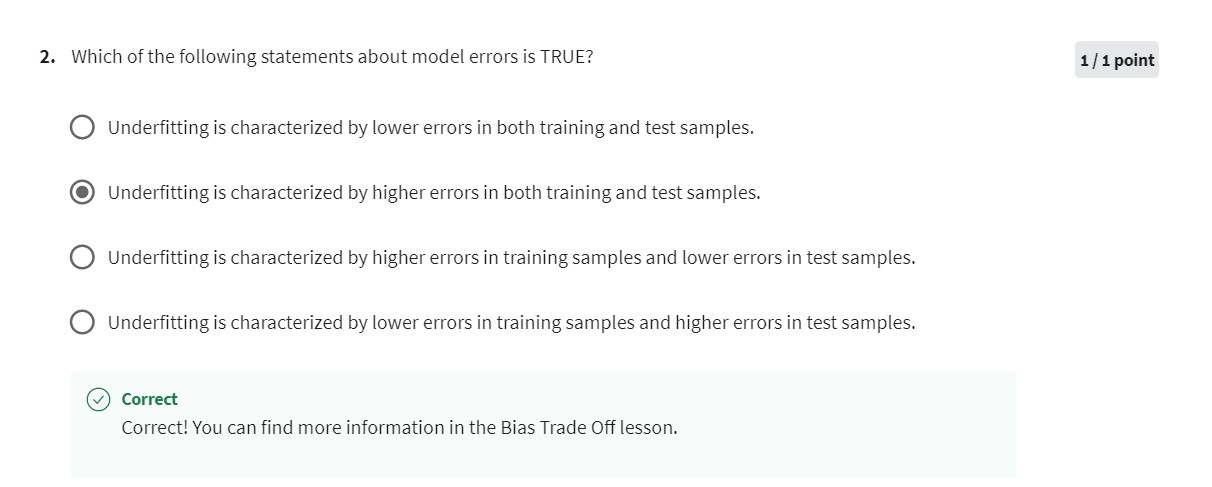 2. Which of the following statements about model errors is TRUE?
1 / 1 point
Underfitting is characterized by lower errors in both training and test samples.
Underfitting is characterized by higher errors in both training and test samples.
Underfitting is characterized by higher errors in training samples and lower errors in test samples.
Underfitting is characterized by lower errors in training samples and higher errors in test samples.
Correct
Correct! You can find more information in the Bias Trade Off lesson.